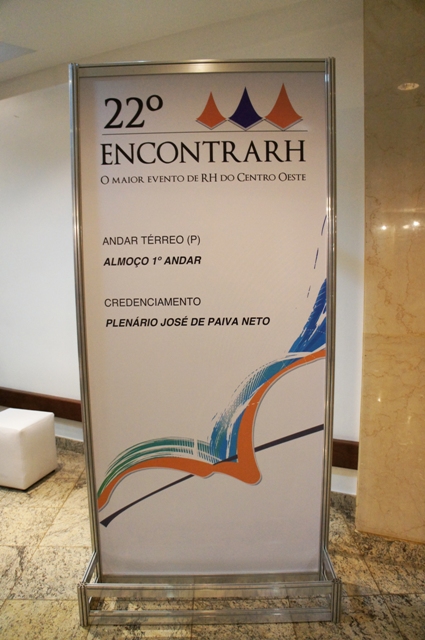 22º
ENCONTRARH
O MAIOR EVENTO DE RH DO CENTRO OESTE
ANDAR TÉRREO (P)
ALMOÇO 1º ANDAR
CREDENCIAMENTO
PLENÁRIO JOSÉ DE PAIVA NETO